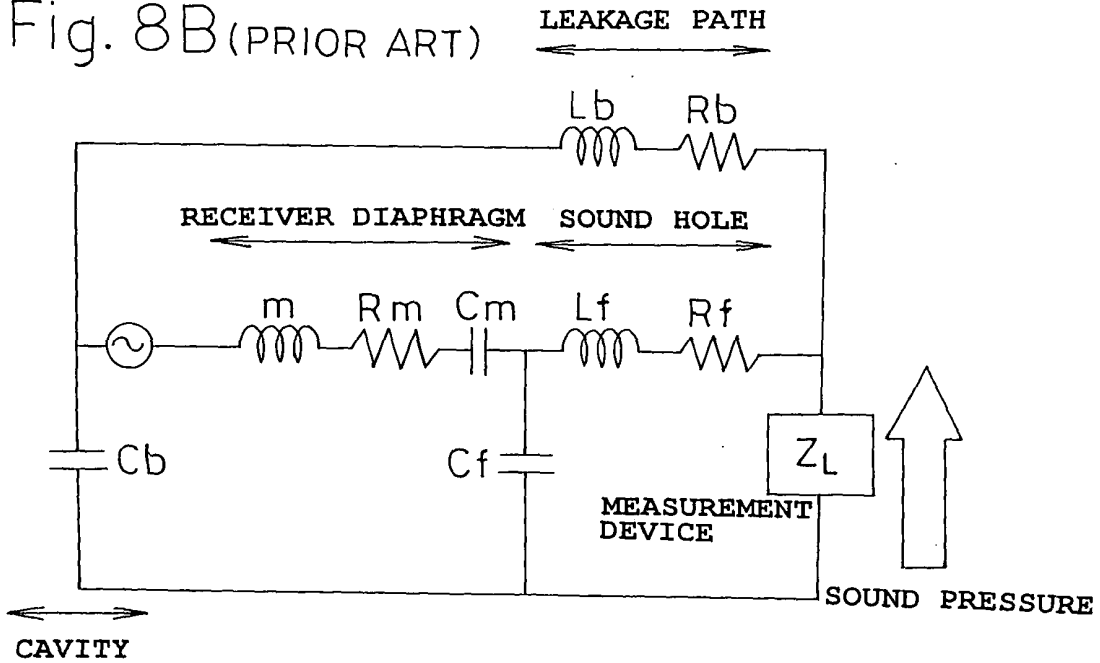 Fig. 8B (PRIOR ART)
LEAKAGE PATH
Lb Rb
RECEIVER DIAPHRAGM SOUND HOLE
m Rm Cm Lf Rf
Cb Cf ZL
MEASUREMENT
DEVICE
SOUND PRESSURE
CAVITY